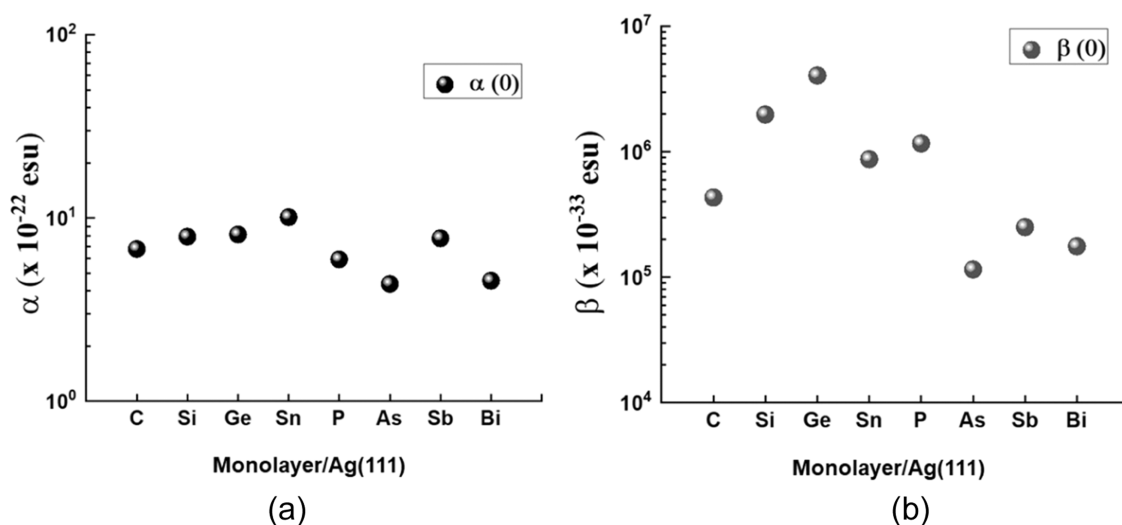 10²
10¹
10⁰
α (x 10⁻²² esu)
α (0)
C Si Ge Sn P As Sb Bi
Monolayer/Ag(111)
(a)
10⁷
10⁶
10⁵
10⁴
β (x 10⁻³³ esu)
β (0)
C Si Ge Sn P As Sb Bi
Monolayer/Ag(111)
(b)